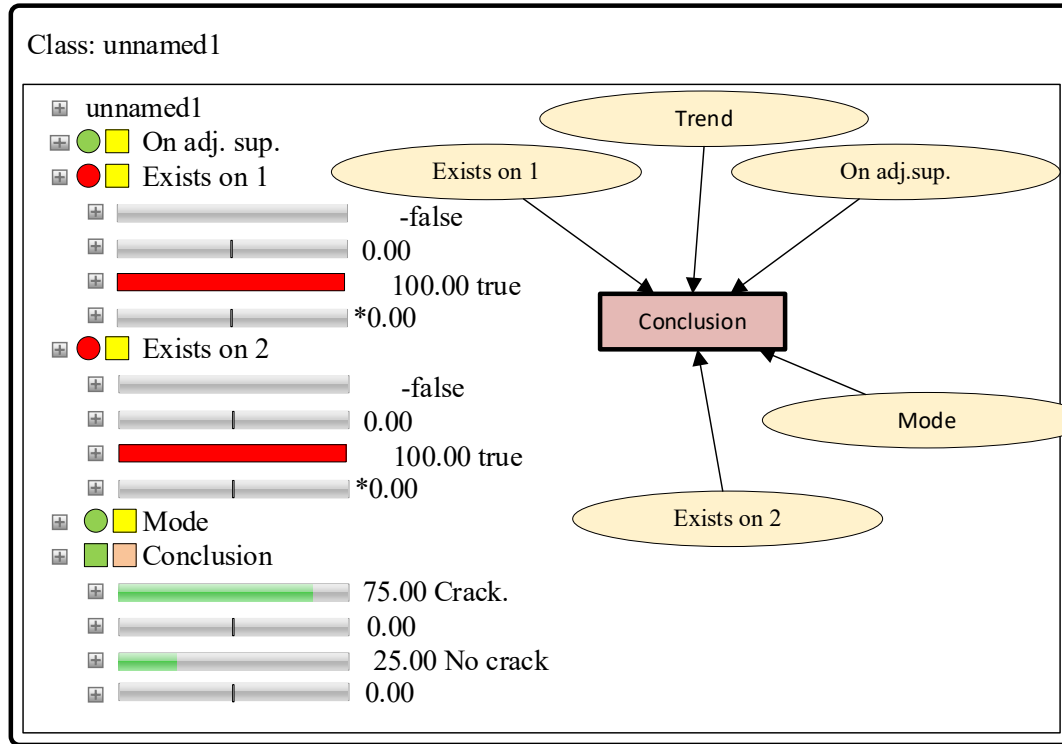 Class: unnamed1
unnamed1
On adj. sup.
Exists on 1
-false
0.00
100.00 true
*0.00
Exists on 2
-false
0.00
100.00 true
*0.00
Mode
Conclusion
75.00 Crack.
0.00
25.00 No crack
0.00
Trend
Exists on 1
On adj.sup.
Conclusion
Mode
Exists on 2